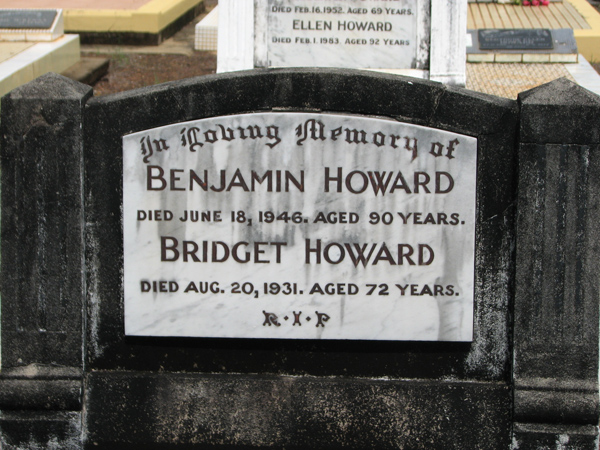 DIED FEB. 16, 1952. AGED 69 YEARS.
ELLEN HOWARD
DIED FEB. 1. 1983. AGED 92 YEARS
In Loving Memory of
BENJAMIN HOWARD
DIED JUNE 18, 1946. AGED 90 YEARS.
BRIDGET HOWARD
DIED AUG. 20, 1931. AGED 72 YEARS.
R·I·P